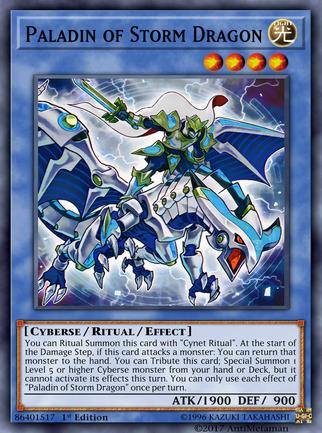 PALADIN OF STORM DRAGON
LIGHT
光
[CYBERSE / RITUAL / EFFECT]
You can Ritual Summon this card with "Cynet Ritual". At the start
of the Damage Step, if this card attacks a monster: You can return
that monster to the hand. You can Tribute this card; Special Summon 1
Level 5 or higher Cyberse monster from your hand or Deck, but it
cannot activate its effects this turn. You can only use each effect of
"Paladin of Storm Dragon" once per turn.
ATK/1900 DEF/ 900
86401517 1st Edition ©1996 KAZUKI TAKAHASHI
©2017 AntiMetaman